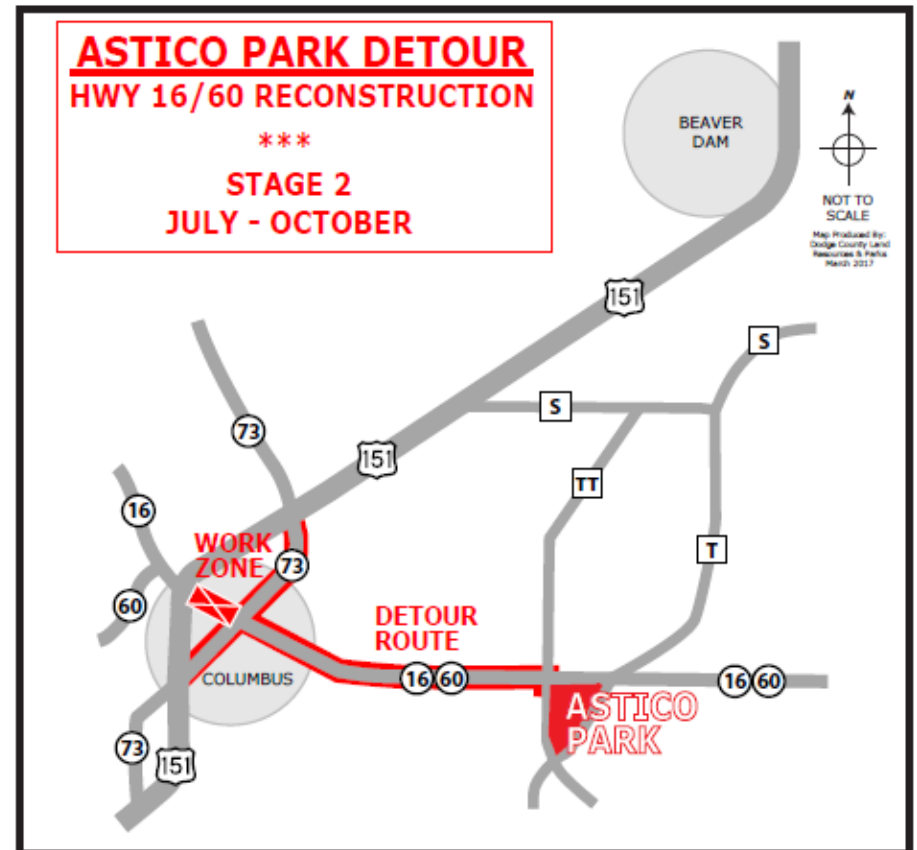 ASTICO PARK DETOUR
HWY 16/60 RECONSTRUCTION
***
STAGE 2
JULY - OCTOBER
BEAVER
DAM
N
NOT TO
SCALE
Map Produced By:
Dodge County Land
Resources & Parks
March 2017
151
S
S
73
151
TT
16
WORK
ZONE
73
T
60
DETOUR
ROUTE
COLUMBUS
16 60
16 60
ASTICO
PARK
73
151